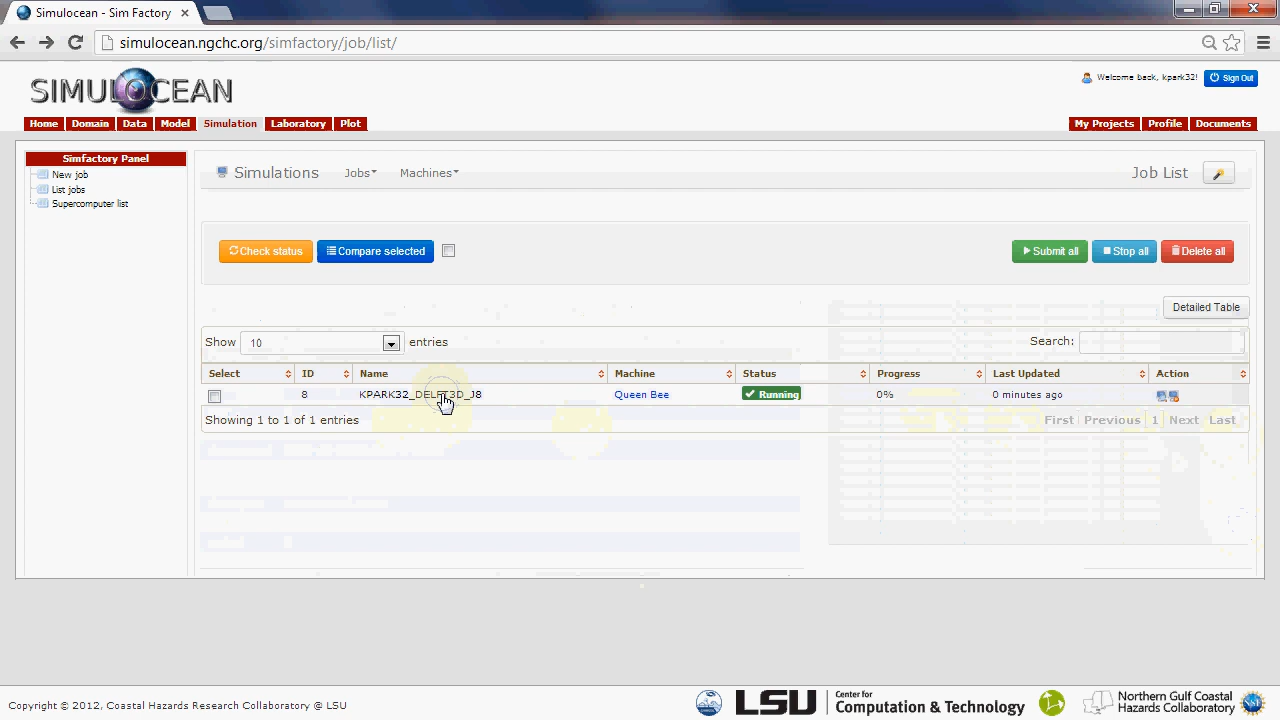 Simulocean - Sim Factory
simulocean.ngchc.org/simfactory/job/list/
SIMULOCEAN
Welcome back, kpark32! Sign Out
Home Domain Data Model Simulation Laboratory Plot My Projects Profile Documents
Simfactory Panel
New job
List jobs
Supercomputer list
Simulations Jobs Machines Job List
Check status Compare selected Submit all Stop all Delete all
Detailed Table
Show 10 entries Search:
Select ID Name Machine Status Progress Last Updated Action
8 KPARK32_DELFT3D_J8 Queen Bee Running 0% 0 minutes ago
Showing 1 to 1 of 1 entries First Previous 1 Next Last
Copyright © 2012, Coastal Hazards Research Collaboratory @ LSU
LSU Center for
Computation & Technology
Northern Gulf Coastal
Hazards Collaboratory
NSF